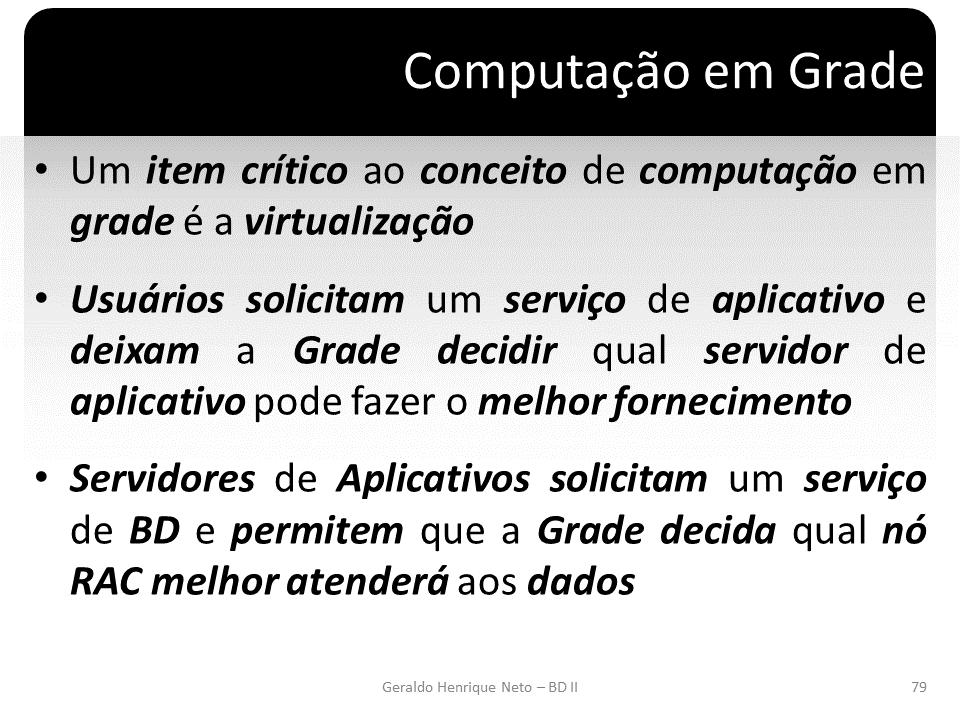 Computação em Grade
• Um item crítico ao conceito de computação em
grade é a virtualização
• Usuários solicitam um serviço de aplicativo e
deixam a Grade decidir qual servidor de
aplicativo pode fazer o melhor fornecimento
• Servidores de Aplicativos solicitam um serviço
de BD e permitem que a Grade decida qual nó
RAC melhor atenderá aos dados
Geraldo Henrique Neto – BD II
79